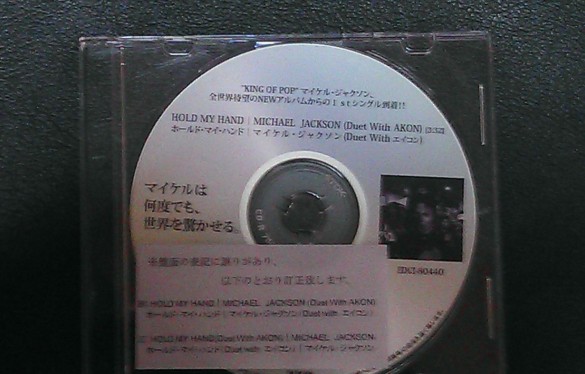 "KING OF POP" マイケル・ジャクソン、
全世界待望のNEWアルバムからの1stシングル到着!!
HOLD MY HAND | MICHAEL JACKSON (Duet With AKON) [3:32]
ホールド・マイ・ハンド | マイケル・ジャクソン (Duet With エイコン)
マイケルは
何度でも、
世界を驚かせる。
CD-R
EDCI-80440
※盤面の表記に誤りがあり、
以下のとおり訂正致します。
HOLD MY HAND | MICHAEL JACKSON (Duet With AKON)
ホールド・マイ・ハンド | マイケル・ジャクソン (Duet with エイコン)
HOLD MY HAND (Duet With AKON) | MICHAEL JACKSON
ホールド・マイ・ハンド (Duet with エイコン) | マイケル・ジャクソン